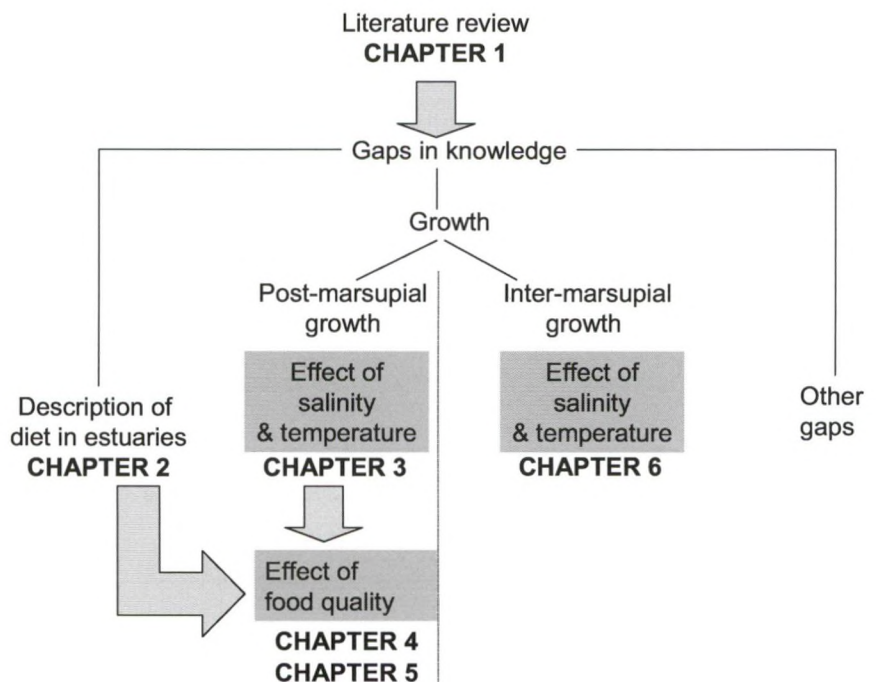 Literature review
CHAPTER 1
Gaps in knowledge
Growth
Post-marsupial
growth
Inter-marsupial
growth
Effect of
salinity
& temperature
CHAPTER 3
Effect of
salinity
& temperature
CHAPTER 6
Description of
diet in estuaries
CHAPTER 2
Other
gaps
Effect of
food quality
CHAPTER 4
CHAPTER 5